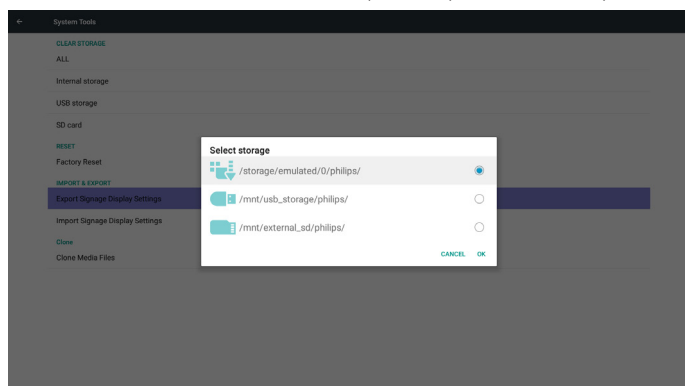 System Tools
CLEAR STORAGE
ALL
Internal storage
USB storage
SD card
RESET
Factory Reset
IMPORT & EXPORT
Export Signage Display Settings
Import Signage Display Settings
Clone
Clone Media Files
Select storage
/storage/emulated/0/philips/
/mnt/usb_storage/philips/
/mnt/external_sd/philips/
CANCEL OK